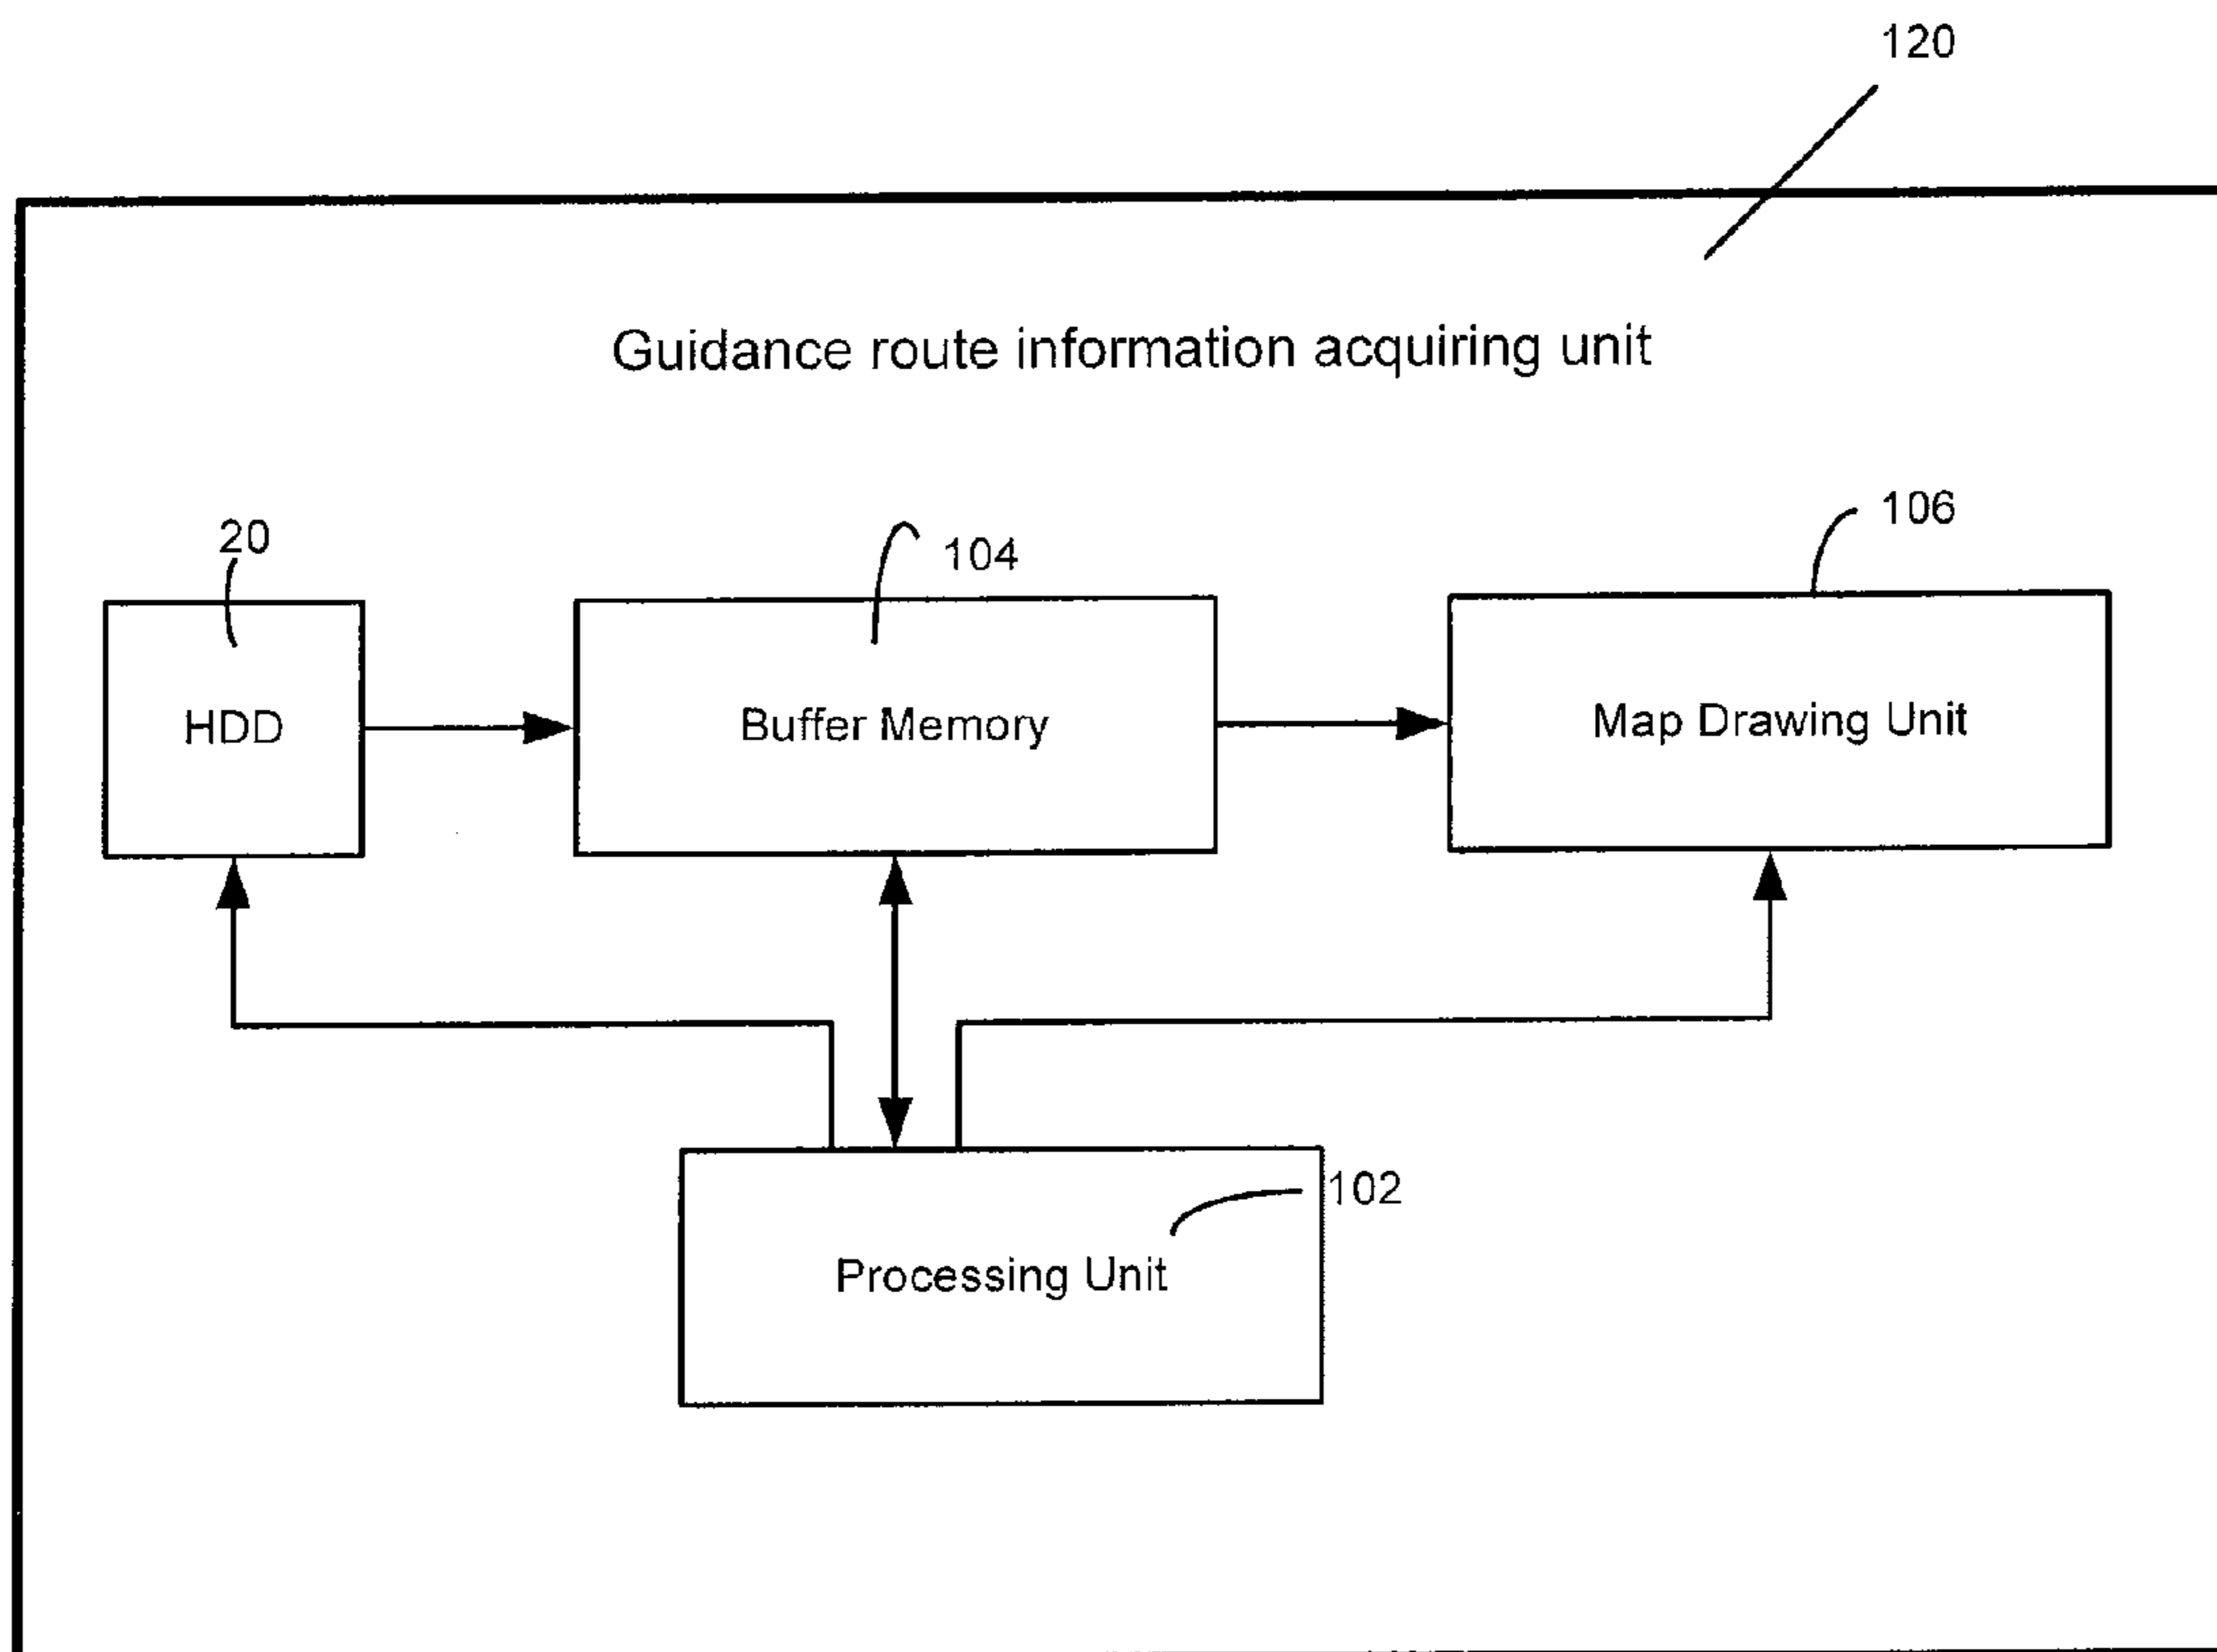 120
Guidance route information acquiring unit
20
104
106
HDD
Buffer Memory
Map Drawing Unit
102
Processing Unit